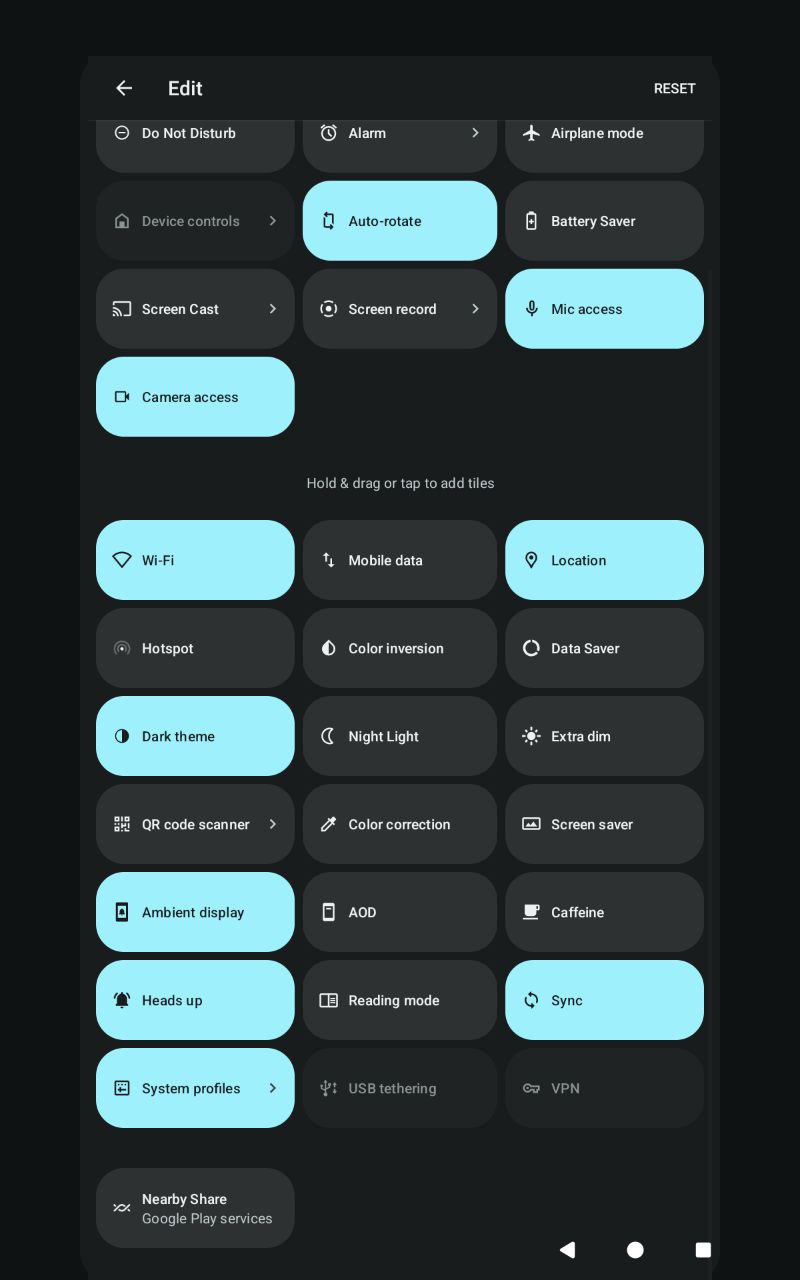 Edit
RESET
Do Not Disturb
Alarm
Airplane mode
Device controls
Auto-rotate
Battery Saver
Screen Cast
Screen record
Mic access
Camera access
Hold & drag or tap to add tiles
Wi-Fi
Mobile data
Location
Hotspot
Color inversion
Data Saver
Dark theme
Night Light
Extra dim
QR code scanner
Color correction
Screen saver
Ambient display
AOD
Caffeine
Heads up
Reading mode
Sync
System profiles
USB tethering
VPN
Nearby Share
Google Play services